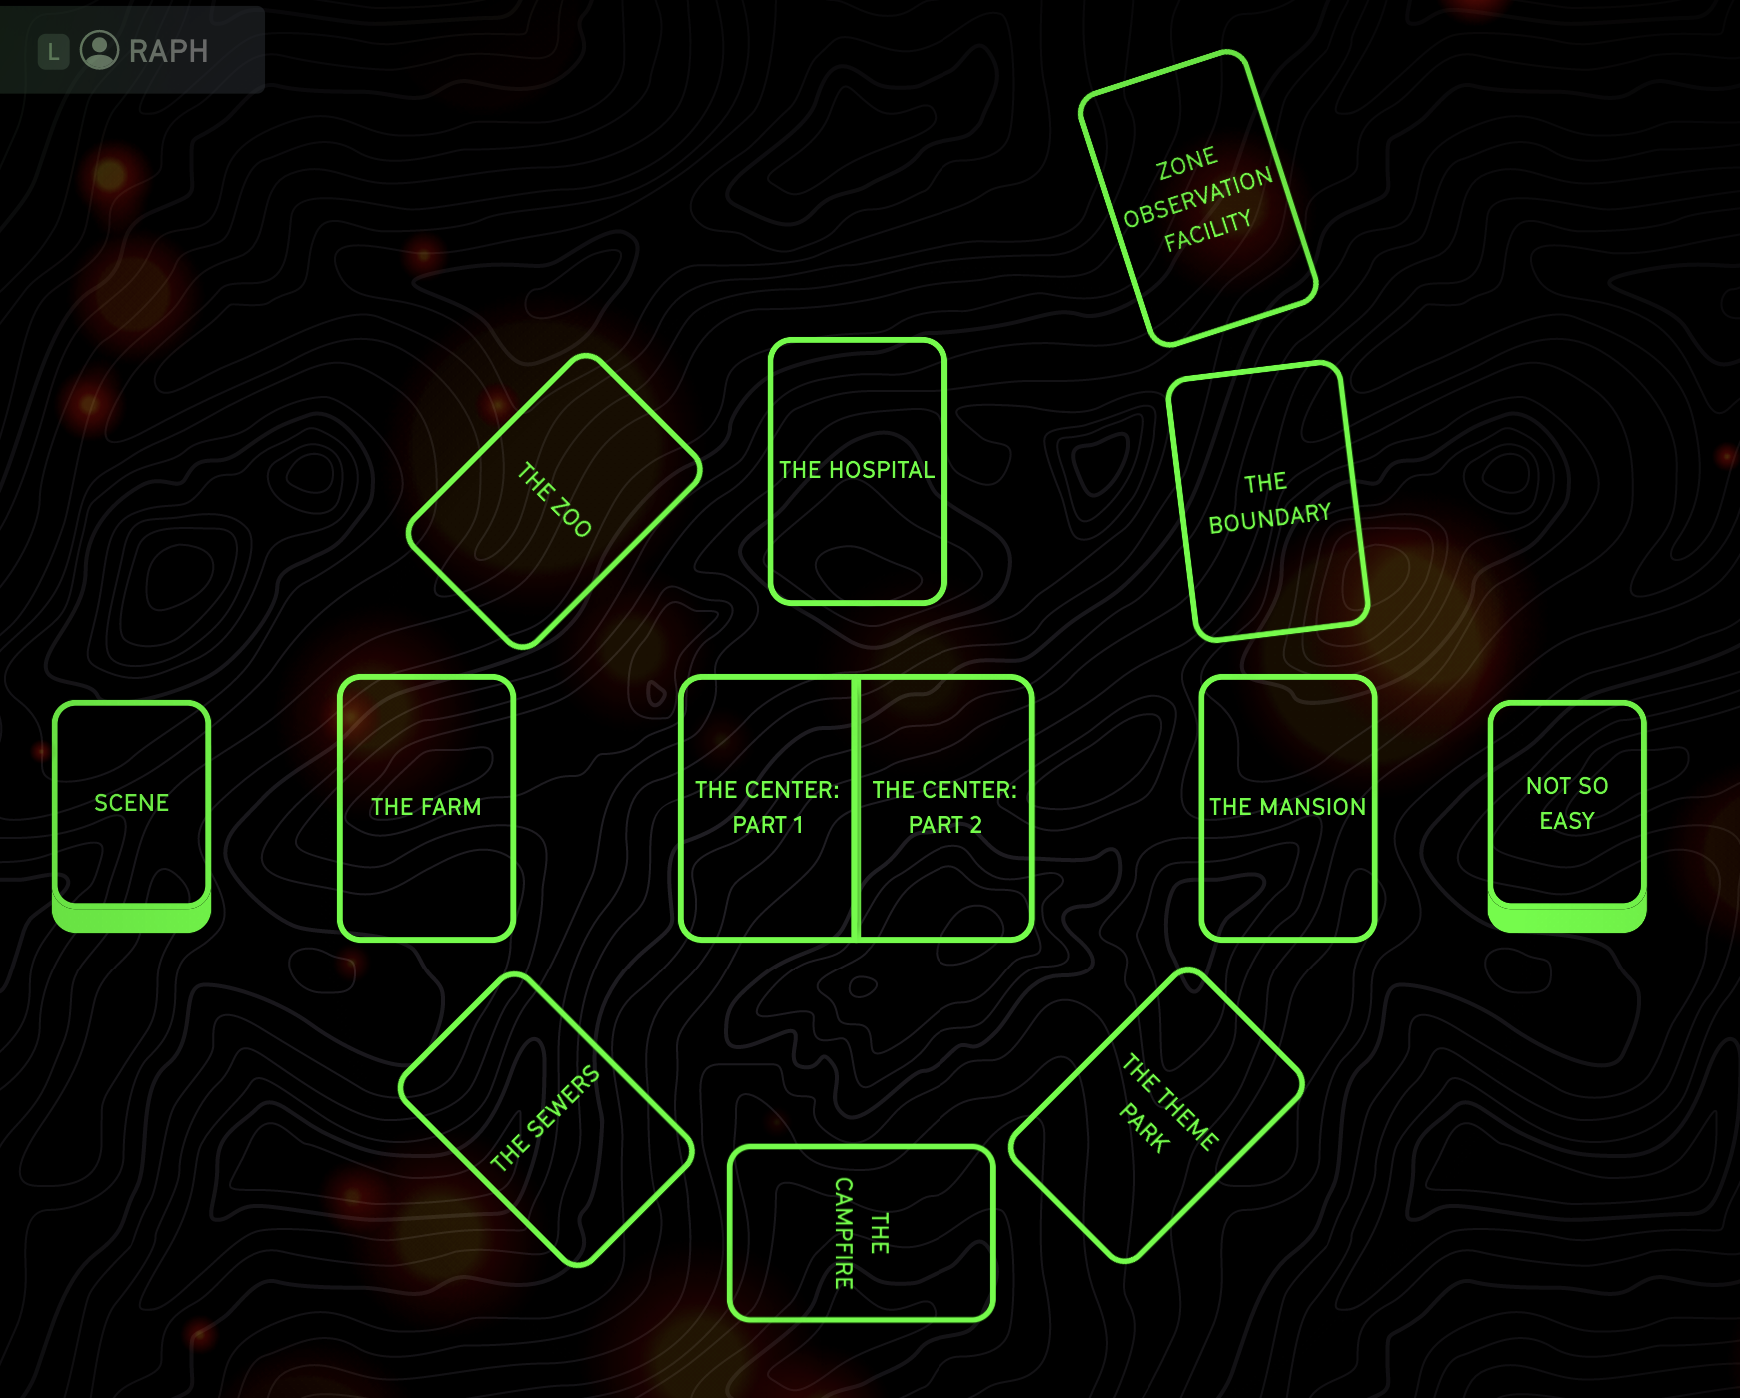 L RAPH
ZONE
OBSERVATION
FACILITY
THE ZOO
THE HOSPITAL
THE
BOUNDARY
SCENE
THE FARM
THE CENTER:
PART 1
THE CENTER:
PART 2
THE MANSION
NOT SO
EASY
THE SEWERS
THE
CAMPFIRE
THE THEME
PARK